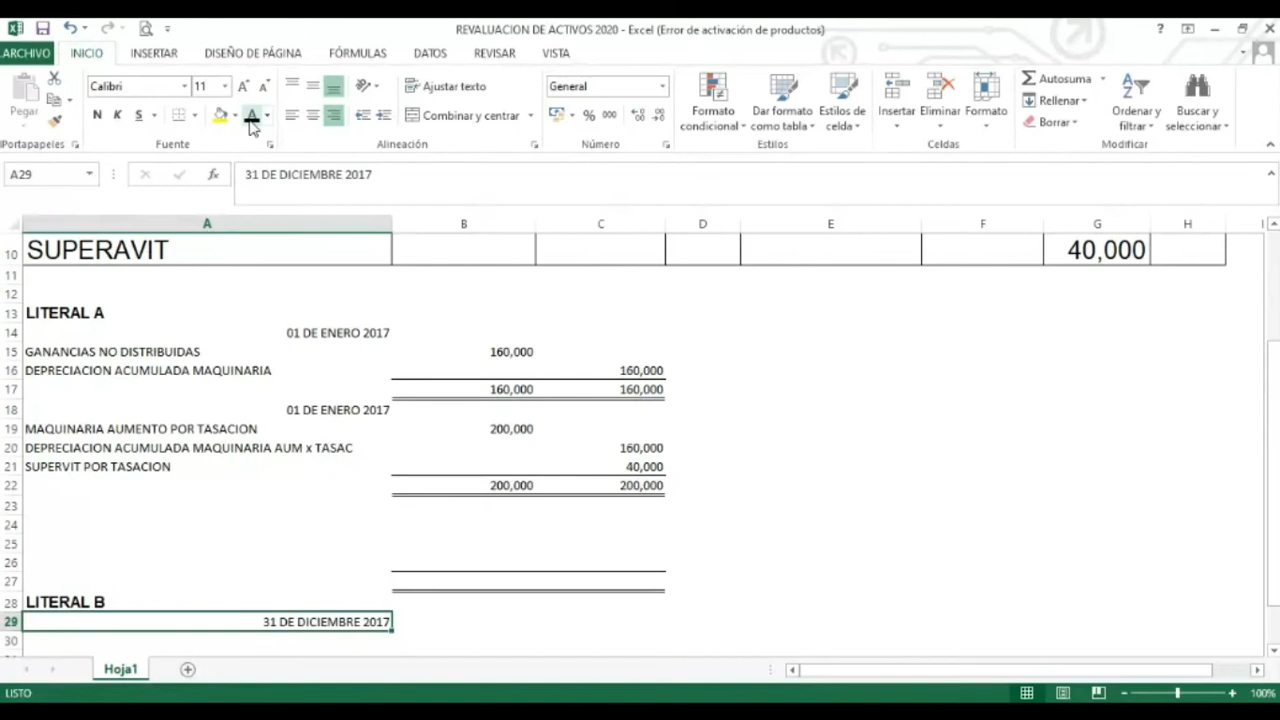 REVALUACION DE ACTIVOS 2020 - Excel (Error de activación de productos)
ARCHIVO INICIO INSERTAR DISEÑO DE PÁGINA FÓRMULAS DATOS REVISAR VISTA
Pegar
Portapapeles
Calibri 11
N K S
Fuente
Ajustar texto
Combinar y centrar
Alineación
General
% 000
Número
Formato condicional
Dar formato como tabla
Estilos de celda
Estilos
Insertar Eliminar Formato
Celdas
Autosuma
Rellenar
Borrar
Ordenar y filtrar
Buscar y seleccionar
Modificar
A29 fx 31 DE DICIEMBRE 2017
A B C D E F G H I
10 SUPERAVIT 40,000
11
12
13 LITERAL A
14 01 DE ENERO 2017
15 GANANCIAS NO DISTRIBUIDAS 160,000
16 DEPRECIACION ACUMULADA MAQUINARIA 160,000
17 160,000 160,000
18 01 DE ENERO 2017
19 MAQUINARIA AUMENTO POR TASACION 200,000
20 DEPRECIACION ACUMULADA MAQUINARIA AUM x TASAC 160,000
21 SUPERVIT POR TASACION 40,000
22 200,000 200,000
23
24
25
26
27
28 LITERAL B
29 31 DE DICIEMBRE 2017
30
Hoja1
LISTO 100%